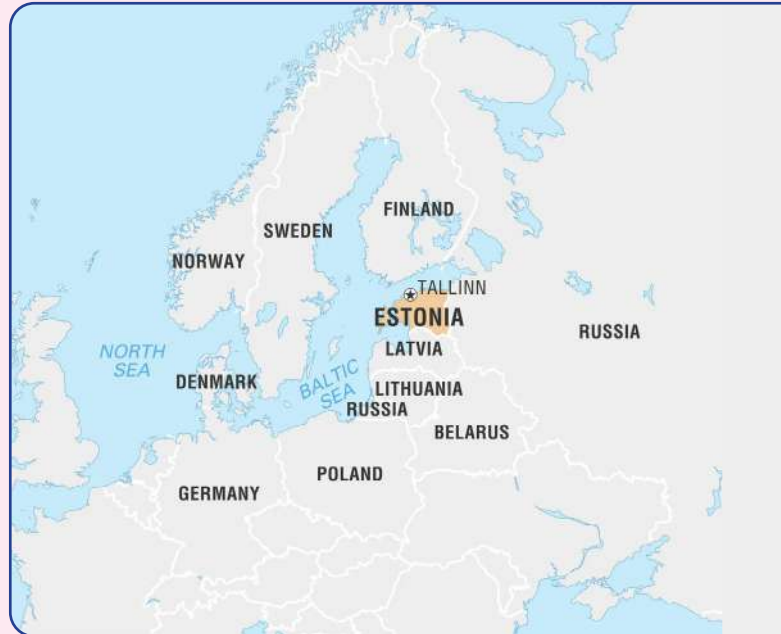 FINLAND
SWEDEN
NORWAY
TALLINN
ESTONIA
RUSSIA
NORTH
SEA
LATVIA
DENMARK
BALTIC
SEA
LITHUANIA
RUSSIA
BELARUS
POLAND
GERMANY